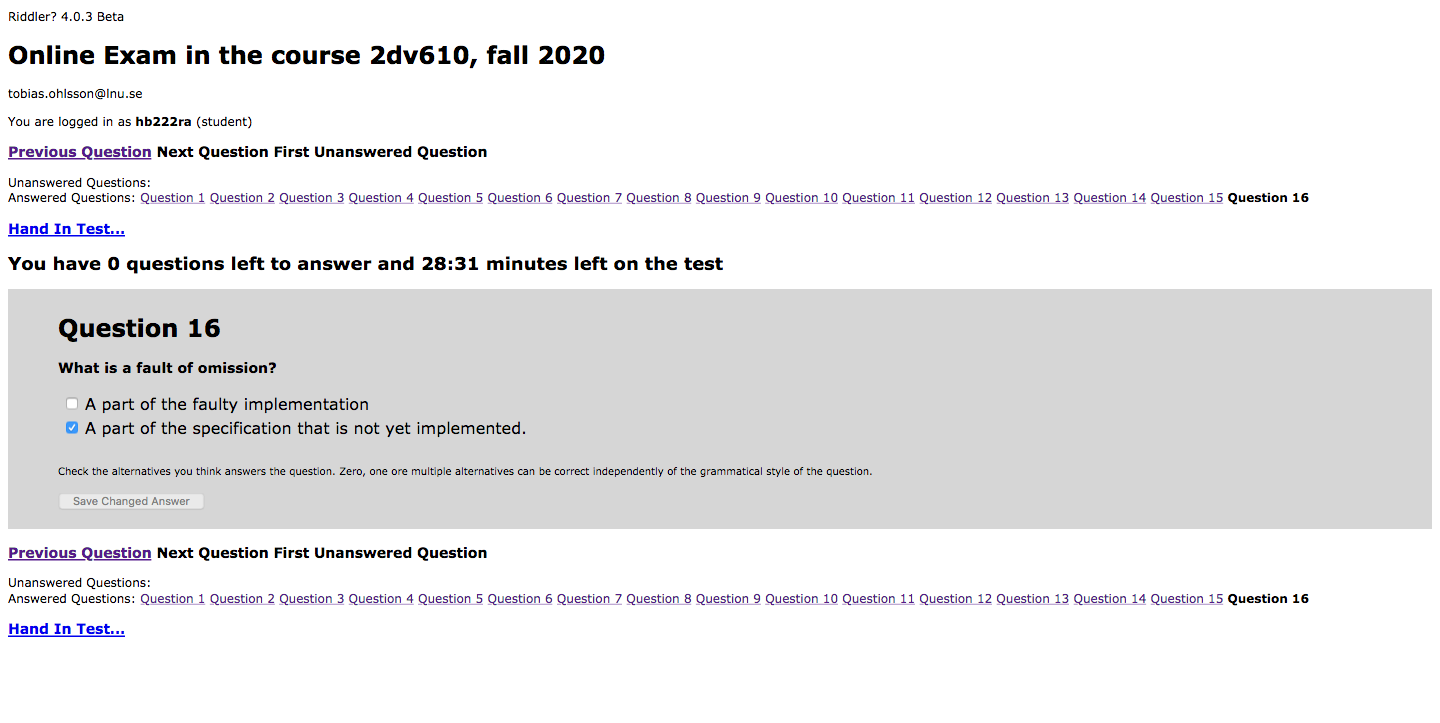 Riddler? 4.0.3 Beta
Online Exam in the course 2dv610, fall 2020
tobias.ohlsson@lnu.se
You are logged in as hb222ra (student)
Previous Question Next Question First Unanswered Question
Unanswered Questions:
Answered Questions: Question 1 Question 2 Question 3 Question 4 Question 5 Question 6 Question 7 Question 8 Question 9 Question 10 Question 11 Question 12 Question 13 Question 14 Question 15 Question 16
Hand In Test...
You have 0 questions left to answer and 28:31 minutes left on the test
Question 16
What is a fault of omission?
A part of the faulty implementation
A part of the specification that is not yet implemented.
Check the alternatives you think answers the question. Zero, one ore multiple alternatives can be correct independently of the grammatical style of the question.
Save Changed Answer
Previous Question Next Question First Unanswered Question
Unanswered Questions:
Answered Questions: Question 1 Question 2 Question 3 Question 4 Question 5 Question 6 Question 7 Question 8 Question 9 Question 10 Question 11 Question 12 Question 13 Question 14 Question 15 Question 16
Hand In Test...